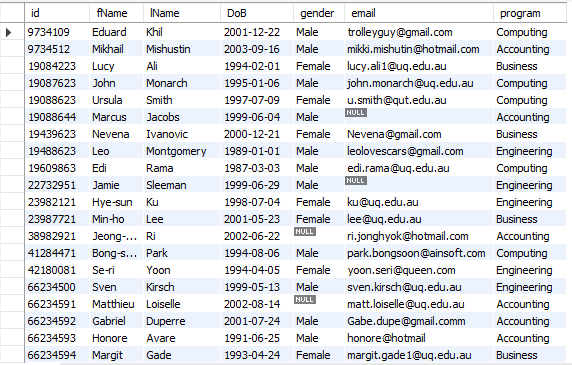 id fName lName DoB gender email program
9734109 Eduard Khil 2001-12-22 Male trolleyguy@gmail.com Computing
9734512 Mikhail Mishustin 2003-09-16 Male mikki.mishutin@hotmail.com Accounting
19084223 Lucy Ali 1994-02-01 Female lucy.ali1@uq.edu.au Business
19087623 John Monarch 1995-01-06 Male john.monarch@uq.edu.au Computing
19088623 Ursula Smith 1997-07-09 Female u.smith@qut.edu.au Computing
19088644 Marcus Jacobs 1999-06-04 Male NULL Accounting
19439623 Nevena Ivanovic 2000-12-21 Female Nevena@gmail.com Business
19488623 Leo Montgomery 1989-01-01 Male leolovescars@gmail.com Engineering
19609863 Edi Rama 1987-03-03 Male edi.rama@uq.edu.au Computing
22732951 Jamie Sleeman 1999-06-29 Male NULL Engineering
23982121 Hye-sun Ku 1998-07-04 Female ku@uq.edu.au Engineering
23987721 Min-ho Lee 2001-05-23 Female lee@uq.edu.au Business
38982921 Jeong-... Ri 2002-06-22 NULL ri.jonghyok@hotmail.com Accounting
41284471 Bong-s... Park 1994-08-06 Male park.bongsoon@ainsoft.com Computing
42180081 Se-ri Yoon 1994-04-05 Female yoon.seri@queen.com Engineering
66234500 Sven Kirsch 1999-05-13 Male sven.kirsch@uq.edu.au Engineering
66234591 Matthieu Loiselle 2002-08-14 NULL matt.loiselle@uq.edu.au Accounting
66234592 Gabriel Duperre 2001-07-24 Male Gabe.dupe@gmail.comm Accounting
66234593 Honore Avare 1991-06-25 Male honore@hotmail Accounting
66234594 Margit Gade 1993-04-24 Female margit.gade1@uq.edu.au Business